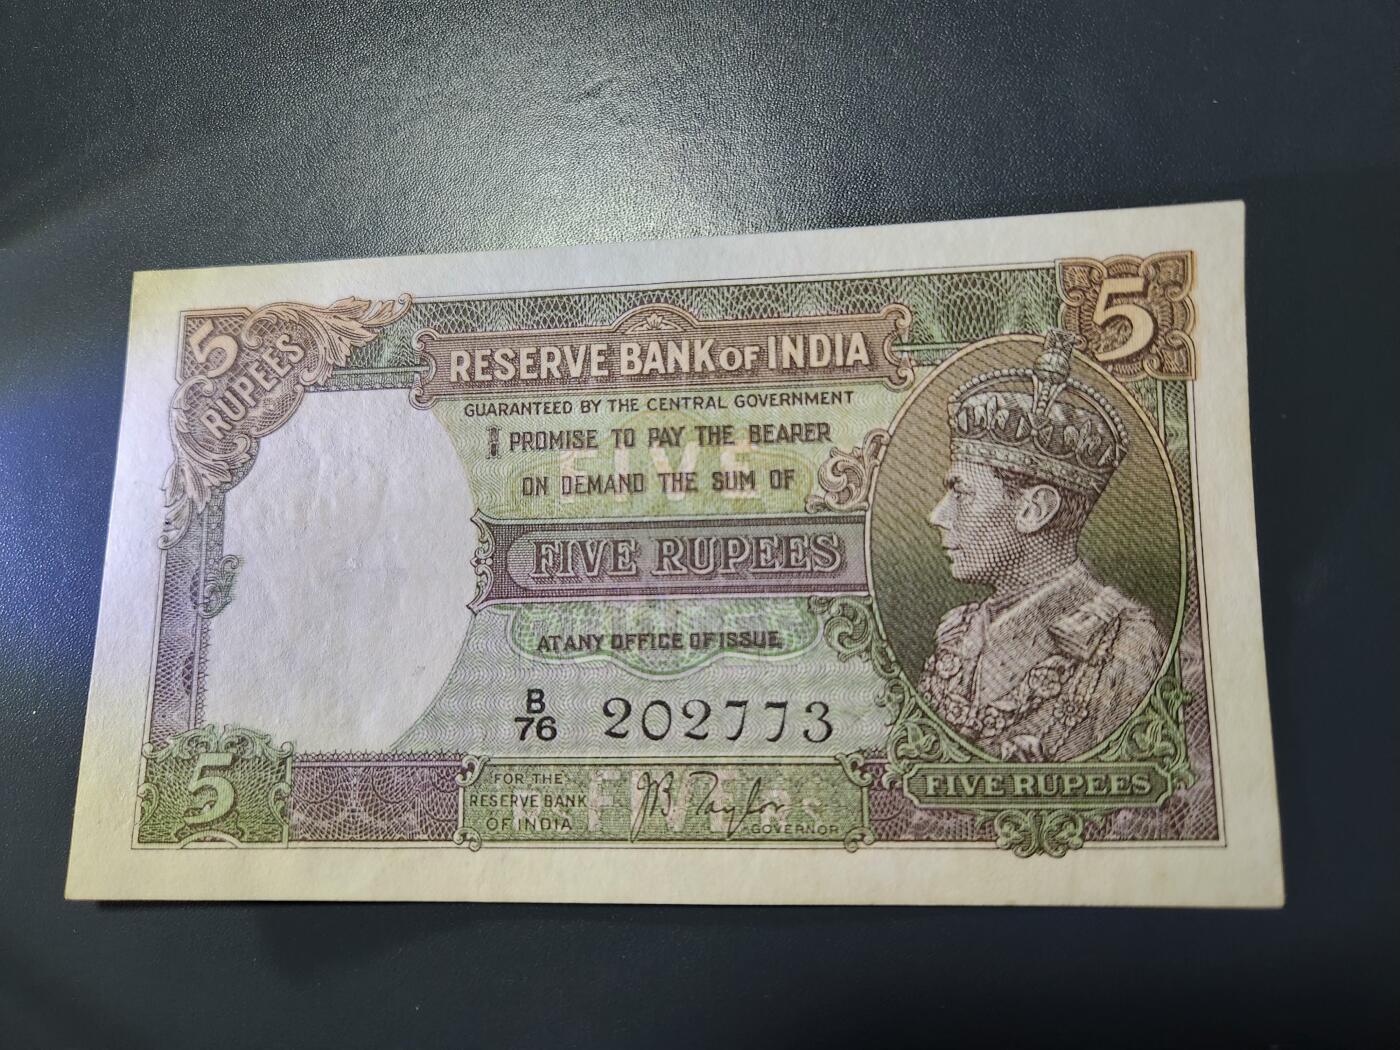 5
RUPEES
5
RESERVE BANK OF INDIA
GUARANTEED BY THE CENTRAL GOVERNMENT
I PROMISE TO PAY THE BEARER
FIVE
ON DEMAND THE SUM OF
FIVE RUPEES
AT ANY OFFICE OF ISSUE
B
76
202773
5
FOR THE
RESERVE BANK
OF INDIA
J.B. Taylor
GOVERNOR
FIVE RUPEES